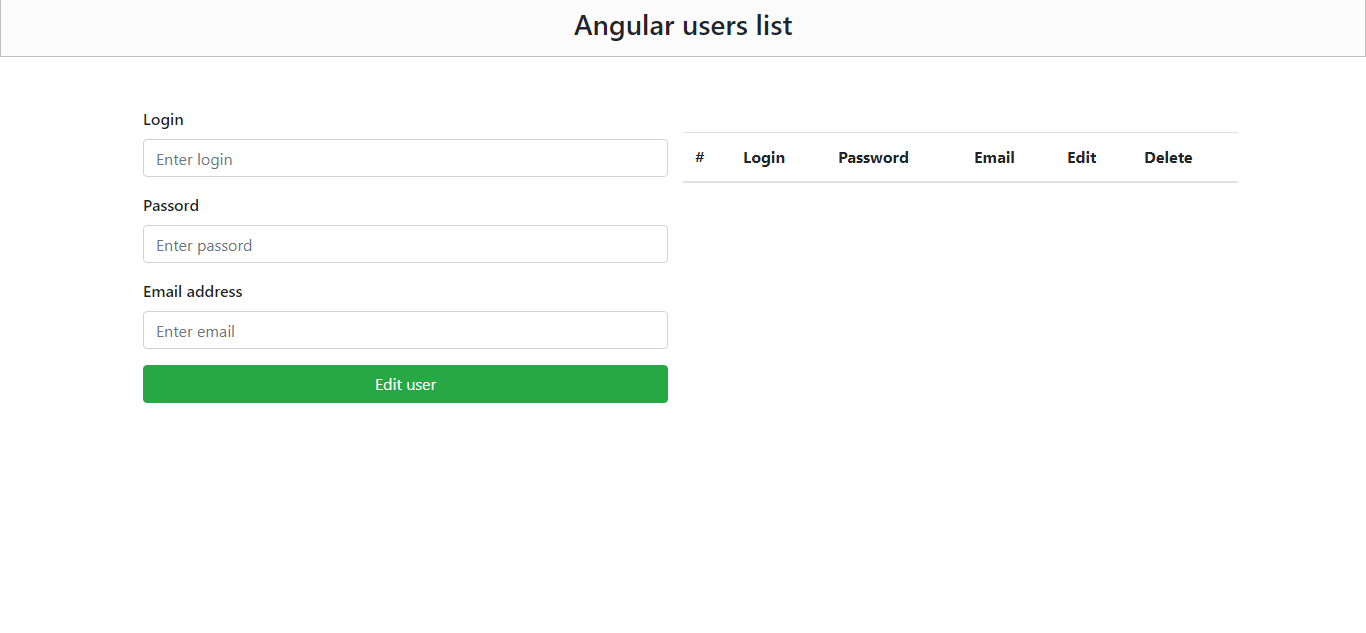 Angular users list
Login
Enter login
Passord
Enter passord
Email address
Enter email
Edit user
# Login Password Email Edit Delete